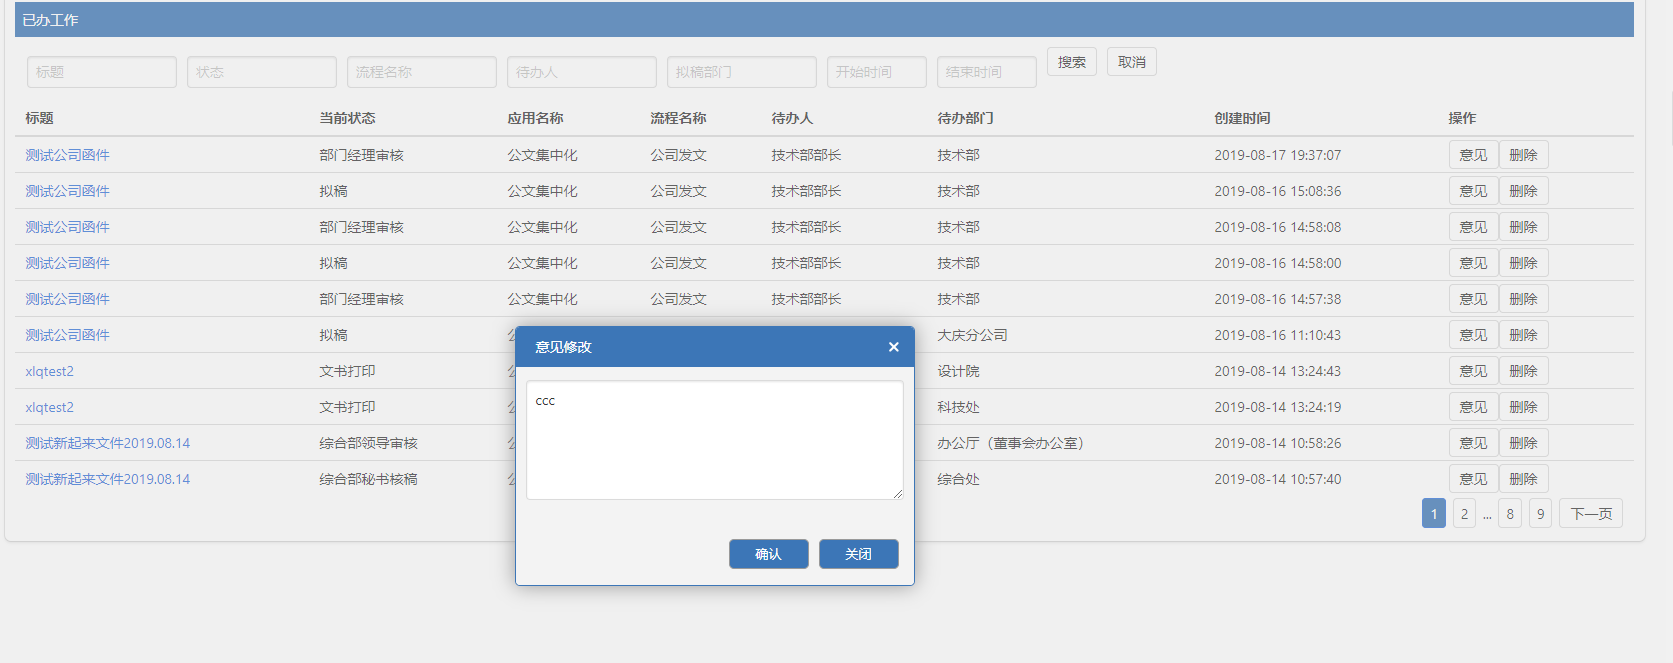 已办工作
标题 状态 流程名称 待办人 拟稿部门 开始时间 结束时间 搜索 取消
标题 当前状态 应用名称 流程名称 待办人 待办部门 创建时间 操作
测试公司函件 部门经理审核 公文集中化 公司发文 技术部部长 技术部 2019-08-17 19:37:07 意见 删除
测试公司函件 拟稿 公文集中化 公司发文 技术部部长 技术部 2019-08-16 15:08:36 意见 删除
测试公司函件 部门经理审核 公文集中化 公司发文 技术部部长 技术部 2019-08-16 14:58:08 意见 删除
测试公司函件 拟稿 公文集中化 公司发文 技术部部长 技术部 2019-08-16 14:58:00 意见 删除
测试公司函件 部门经理审核 公文集中化 公司发文 技术部部长 技术部 2019-08-16 14:57:38 意见 删除
测试公司函件 拟稿 大庆分公司 2019-08-16 11:10:43 意见 删除
xlqtest2 文书打印 设计院 2019-08-14 13:24:43 意见 删除
xlqtest2 文书打印 科技处 2019-08-14 13:24:19 意见 删除
测试新起来文件2019.08.14 综合部领导审核 办公厅（董事会办公室） 2019-08-14 10:58:26 意见 删除
测试新起来文件2019.08.14 综合部秘书核稿 综合处 2019-08-14 10:57:40 意见 删除
1 2 ... 8 9 下一页
意见修改 ×
ccc
确认 关闭